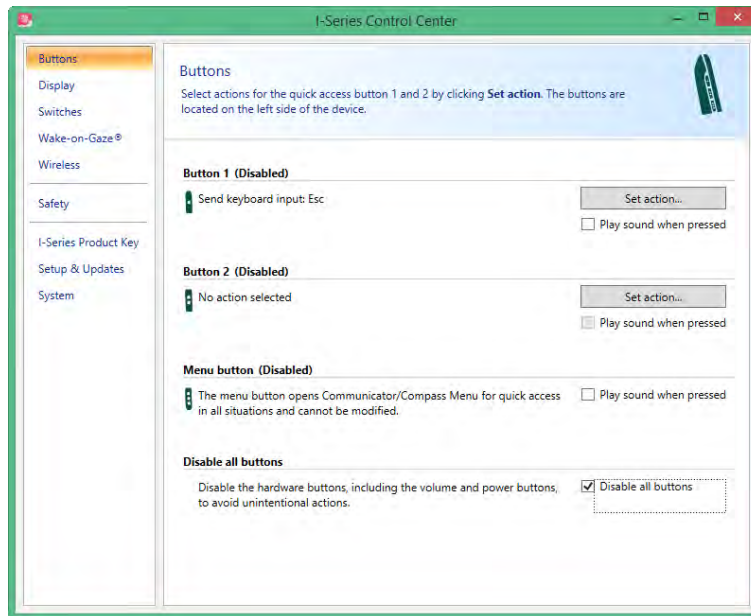 I-Series Control Center
Buttons
Display
Switches
Wake-on-Gaze®
Wireless
Safety
I-Series Product Key
Setup & Updates
System
Buttons
Select actions for the quick access button 1 and 2 by clicking Set action. The buttons are
located on the left side of the device.
Button 1 (Disabled)
Send keyboard input: Esc
Set action...
Play sound when pressed
Button 2 (Disabled)
No action selected
Set action...
Play sound when pressed
Menu button (Disabled)
The menu button opens Communicator/Compass Menu for quick access
in all situations and cannot be modified.
Play sound when pressed
Disable all buttons
Disable the hardware buttons, including the volume and power buttons,
to avoid unintentional actions.
Disable all buttons